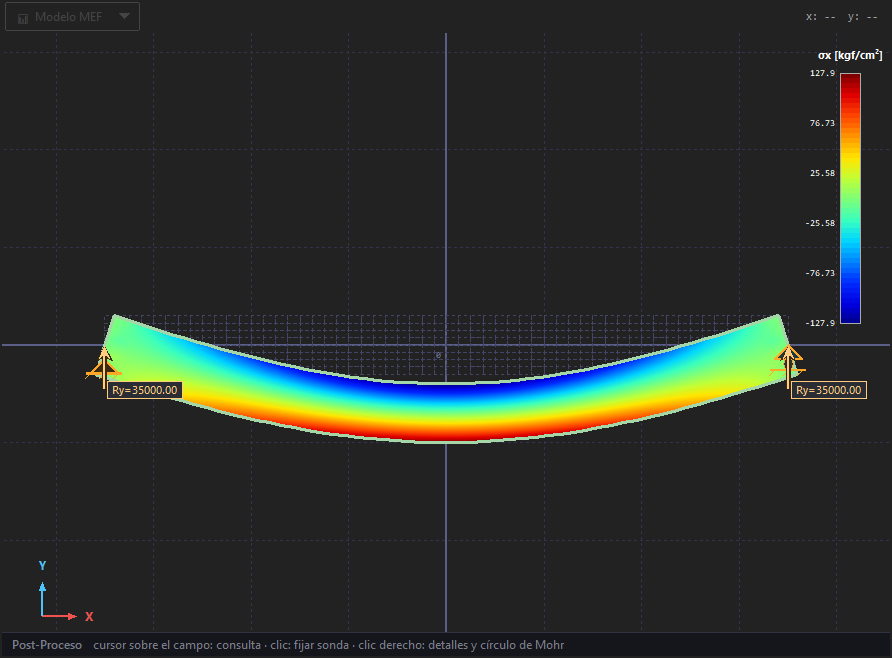 Modelo MEF
x: -- y: --
σx [kgf/cm²]
127.9
76.73
25.58
-25.58
-76.73
-127.9
Ry=35000.00
Ry=35000.00
Y
X
Post-Proceso cursor sobre el campo: consulta · clic: fijar sonda · clic derecho: detalles y círculo de Mohr